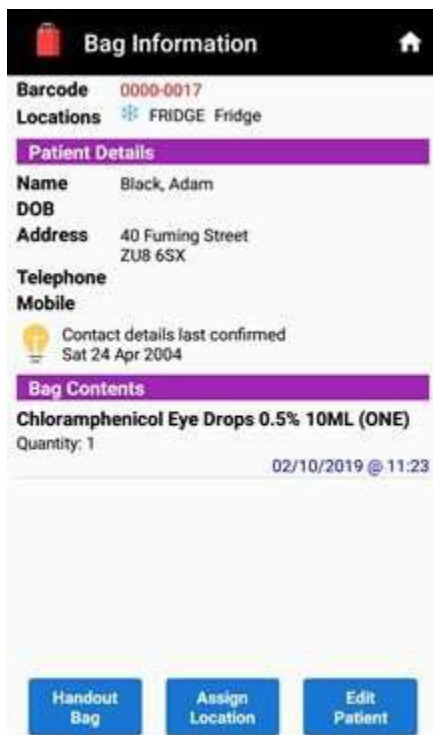 Bag Information
Barcode 0000-0017
Locations FRIDGE Fridge
Patient Details
Name Black, Adam
DOB
Address 40 Fuming Street
ZU8 6SX
Telephone
Mobile
Contact details last confirmed
Sat 24 Apr 2004
Bag Contents
Chloramphenicol Eye Drops 0.5% 10ML (ONE)
Quantity: 1
02/10/2019 @ 11:23
Handout Assign Edit
Bag Location Patient